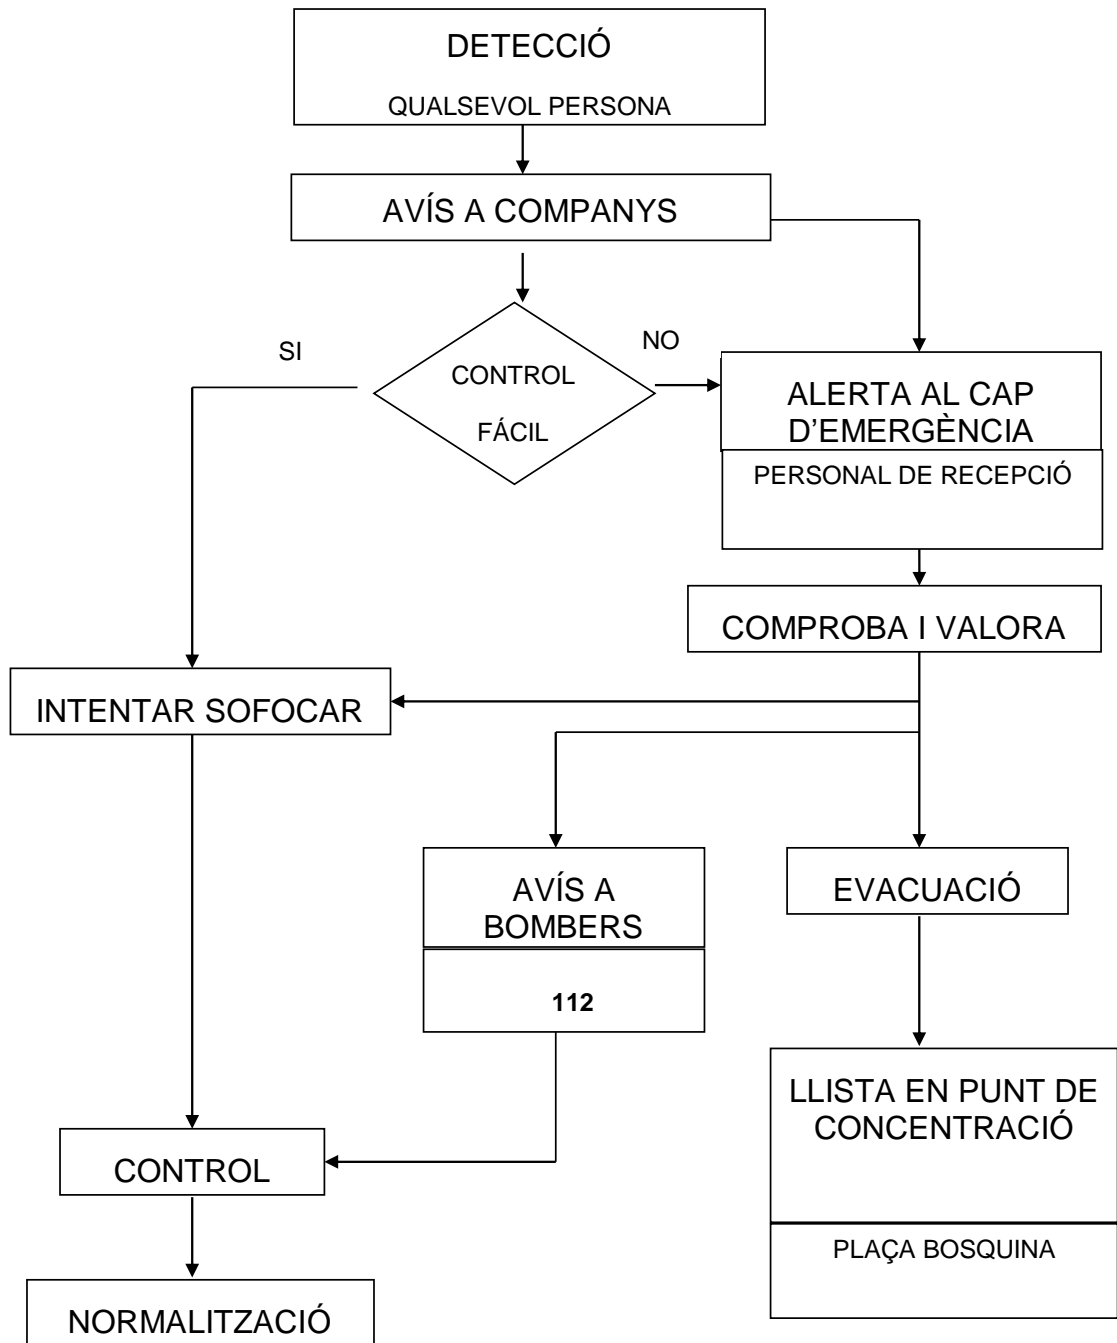 DETECCIÓ
QUALSEVOL PERSONA
AVÍS A COMPANYS
SI
NO
CONTROL
FÁCIL
ALERTA AL CAP
D’EMERGÈNCIA
PERSONAL DE RECEPCIÓ
COMPROBA I VALORA
INTENTAR SOFOCAR
AVÍS A
BOMBERS
112
EVACUACIÓ
LLISTA EN PUNT DE
CONCENTRACIÓ
PLAÇA BOSQUINA
CONTROL
NORMALITZACIÓ